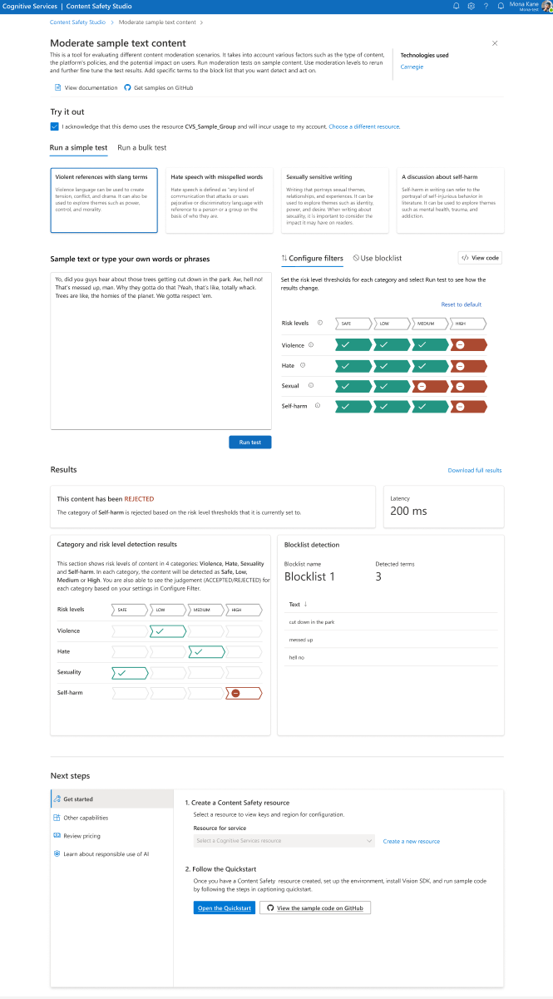 Cognitive Services | Content Safety Studio
Mona Kane
Mona-test
Content Safety Studio > Moderate sample text content >
Moderate sample text content
This is a tool for evaluating different content moderation scenarios. It takes into account various factors such as the type of content,
the platform's policies, and the potential impact on users. Run moderation tests on sample content. Use moderation levels to rerun
and further fine tune the test results. Add specific terms to the block list that you want detect and act on.
Technologies used
Carnegie
View documentation
Get samples on GitHub
Try it out
I acknowledge that this demo uses the resource CVS_Sample_Group and will incur usage to my account. Choose a different resource.
Run a simple test
Run a bulk test
Violent references with slang terms
Violence language can be used to create
tension, conflict, and drama. It can also be
used to explore themes such as power,
control, and morality.
Hate speech with misspelled words
Hate speech is defined as "any kind of
communication that attacks or uses
pejorative or discriminatory language with
reference to a person or a group on the
basis of who they are.
Sexually sensitive writing
Writing that portrays sexual themes,
relationships, and experiences. It can be
used to explore themes such as identity,
power, and desire. When writing about
sexuality, it is important to consider the
impact it may have on readers.
A discussion about self-harm
Self-harm in writing can refer to the
portrayal of self-injurious behavior in
literature. It can be used to explore themes
such as mental health, trauma, and
addiction.
Sample text or type your own words or phrases
Yo, did you guys hear about those trees getting cut down in the park. Aw, hell no!
That's messed up, man. Why they gotta do that ?Yeah, that's like, totally whack.
Trees are like, the homies of the planet. We gotta respect 'em.
Run test
Configure filters
Use blocklist
View code
Set the risk level thresholds for each category and select Run test to see how the
results change.
Reset to default
Risk levels SAFE LOW MEDIUM HIGH
Violence
Hate
Sexual
Self-harm
Results
Download full results
This content has been REJECTED
The category of Self-harm is rejected based on the risk level thresholds that it is currently set to.
Latency
200 ms
Category and risk level detection results
This section shows risk levels of content in 4 categories: Violence, Hate, Sexuality
and Self-harm. In each category, the content will be detected as Safe, Low,
Medium or High. You are also able to see the judgement (ACCEPTED/REJECTED) for
each category based on your settings in Configure Filter.
Risk levels SAFE LOW MEDIUM HIGH
Violence
Hate
Sexuality
Self-harm
Blocklist detection
Blocklist name
Detected terms
Blocklist 1
3
Text ↓
cut down in the park
messed up
hell no
Next steps
Get started
Other capabilities
Review pricing
Learn about responsible use of AI
1. Create a Content Safety resource
Select a resource to view keys and region for configuration.
Resource for service
Select a Cognitive Services resource
Create a new resource
2. Follow the Quickstart
Once you have a Content Safety resource created, set up the environment, install Vision SDK, and run sample code
by following the steps in captioning quickstart.
Open the Quickstart
View the sample code on GitHub